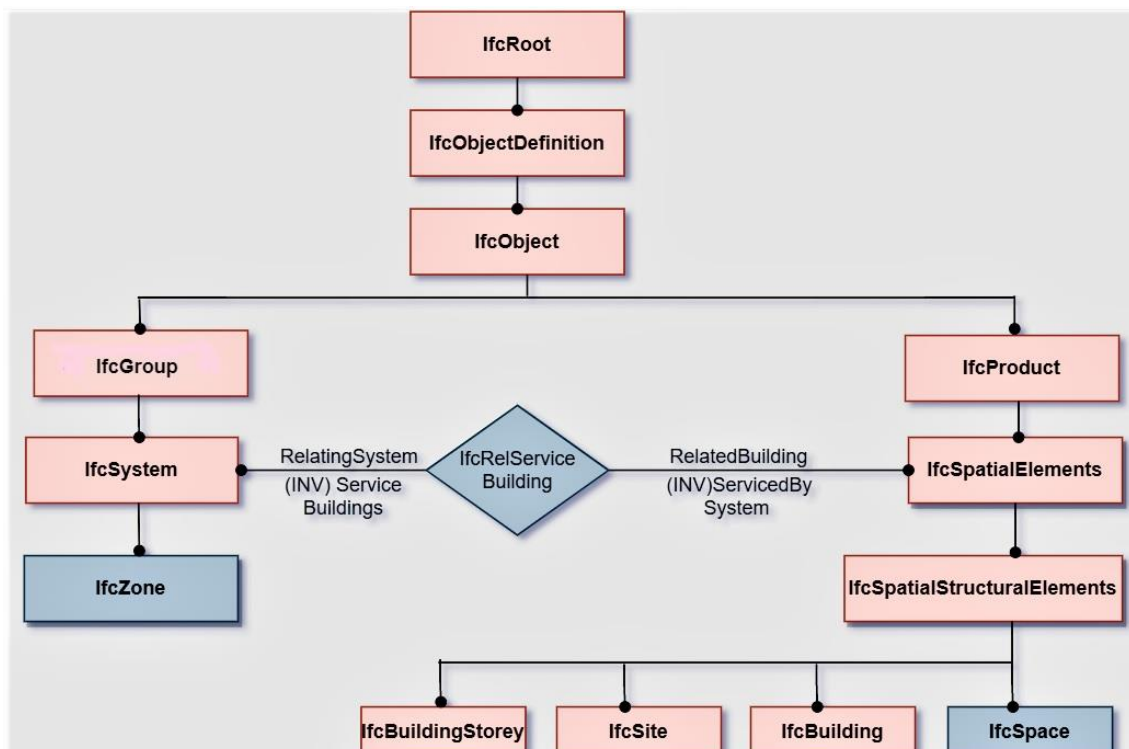 IfcRoot
IfcObjectDefinition
IfcObject
IfcGroup
IfcProduct
IfcSystem
RelatingSystem
(INV) Service
Buildings
IfcRelService
Building
RelatedBuilding
(INV)ServicedBy
System
IfcSpatialElements
IfcZone
IfcSpatialStructuralElements
IfcBuildingStorey
IfcSite
IfcBuilding
IfcSpace